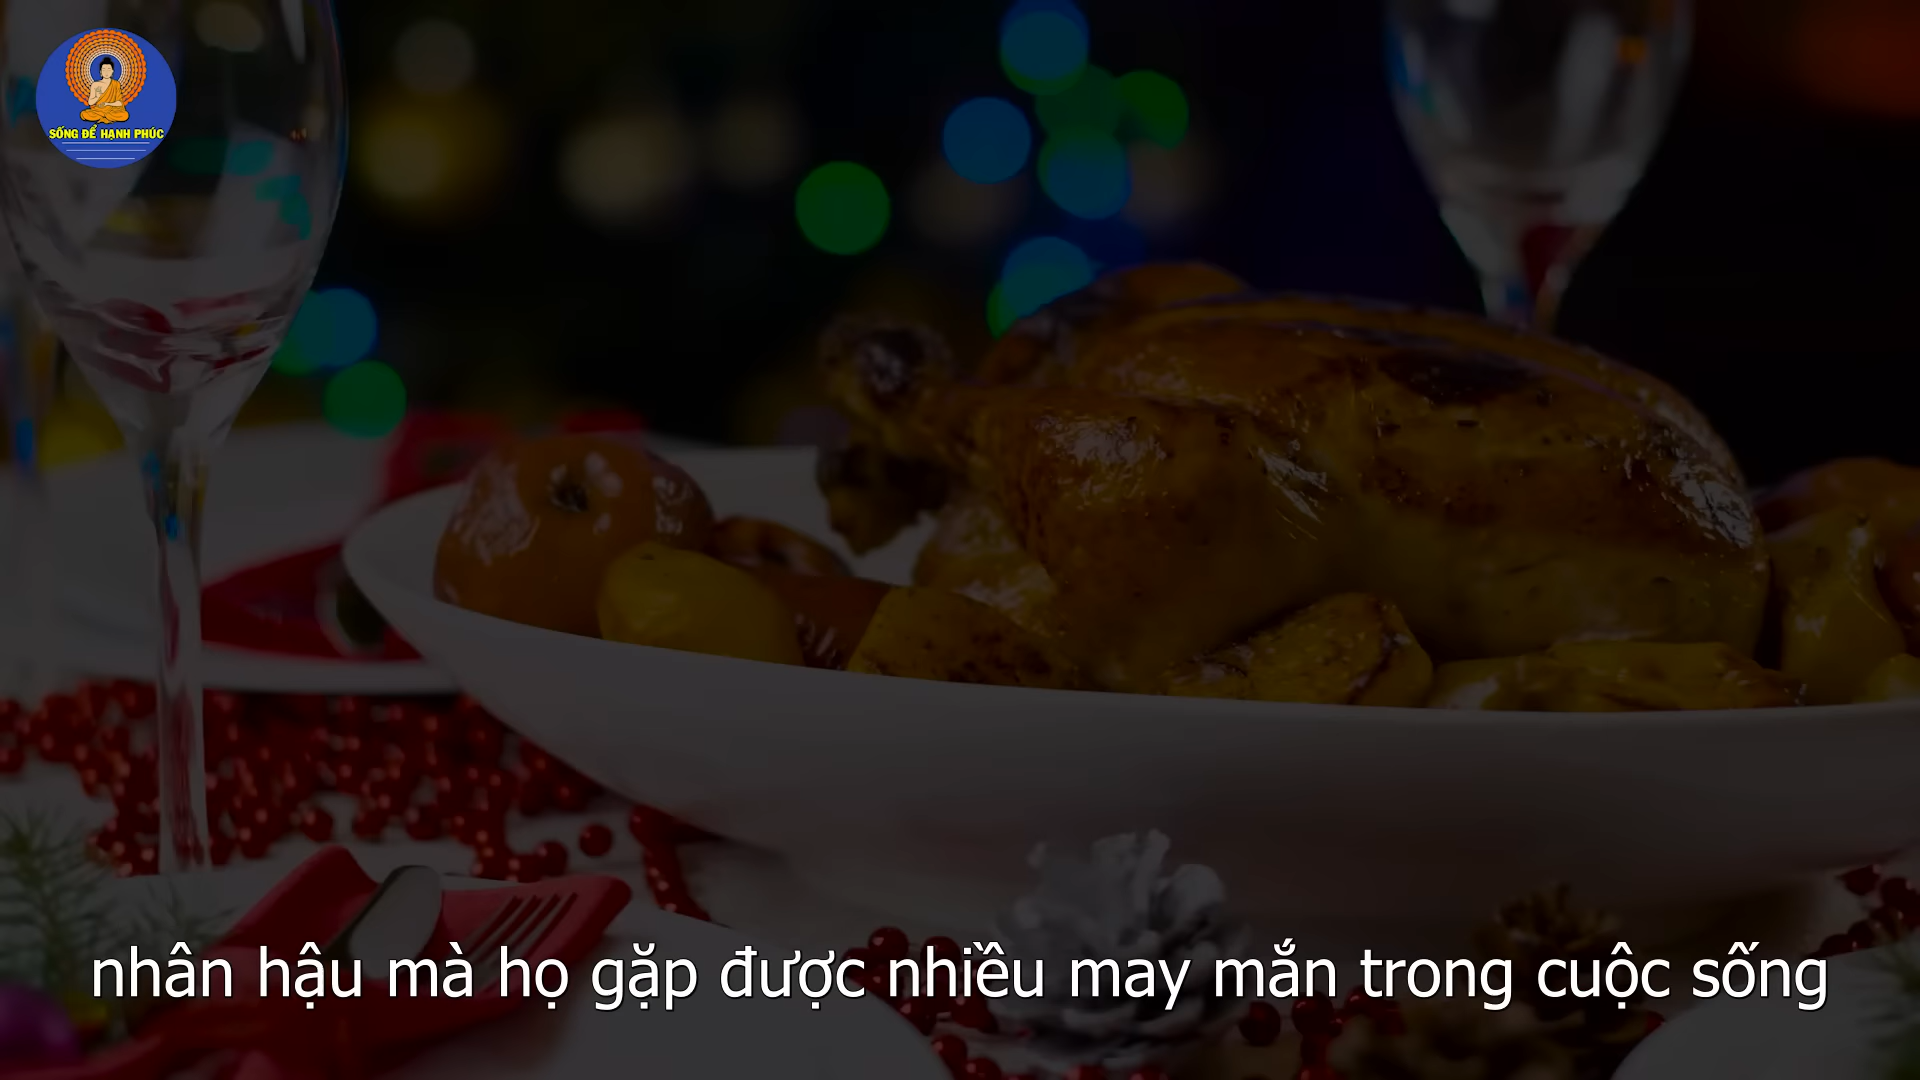 SỐNG ĐỂ HẠNH PHÚC
nhân hậu mà họ gặp được nhiều may mắn trong cuộc sống